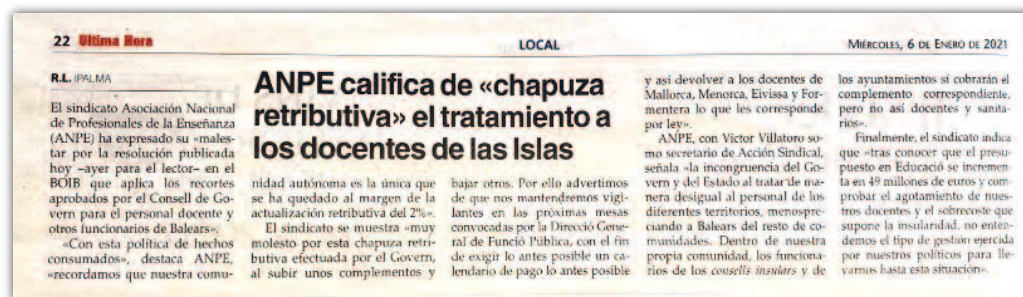 22 Ultima Hora
LOCAL
MIÉRCOLES, 6 DE ENERO DE 2021
R.L. |PALMA
ANPE califica de «chapuza
retributiva» el tratamiento a
los docentes de las Islas
El sindicato Asociación Nacional
de Profesionales de la Enseñanza
(ANPE) ha expresado su «males-
tar por la resolución publicada
hoy –ayer para el lector– en el
BOIB que aplica los recortes
aprobados por el Consell de Go-
vern para el personal docente y
otros funcionarios de Balears».
«Con esta política de hechos
consumados», destaca ANPE,
«recordamos que nuestra comu-
nidad autónoma es la única que
se ha quedado al margen de la
actualización retributiva del 2%».
El sindicato se muestra «muy
molesto por esta chapuza retri-
butiva efectuada por el Govern,
al subir unos complementos y
bajar otros. Por ello advertimos
de que nos mantendremos vigi-
lantes en las próximas mesas
convocadas por la Direcció Gene-
ral de Funció Pública, con el fin
de exigir lo antes posible un ca-
lendario de pago lo antes posible
y así devolver a los docentes de
Mallorca, Menorca, Eivissa y For-
mentera lo que les corresponde
por ley».
ANPE, con Víctor Villatoro so-
mo secretario de Acción Sindical,
señala «la incongruencia del Go-
vern y del Estado al tratar de ma-
nera desigual al personal de los
diferentes territorios, menospre-
ciando a Balears del resto de co-
munidades. Dentro de nuestra
propia comunidad, los funciona-
rios de los consells insulars y de
los ayuntamientos sí cobrarán el
complemento correspondiente,
pero no así docentes y sanita-
rios».
Finalmente, el sindicato indica
que «tras conocer que el presu-
puesto en Educació se incremen-
ta en 49 millones de euros y com-
probar el agotamiento de nues-
tros docentes y el sobrecoste que
supone la insularidad, no enten-
demos el tipo de gestión ejercida
por nuestros políticos para lle-
varnos hasta esta situación».